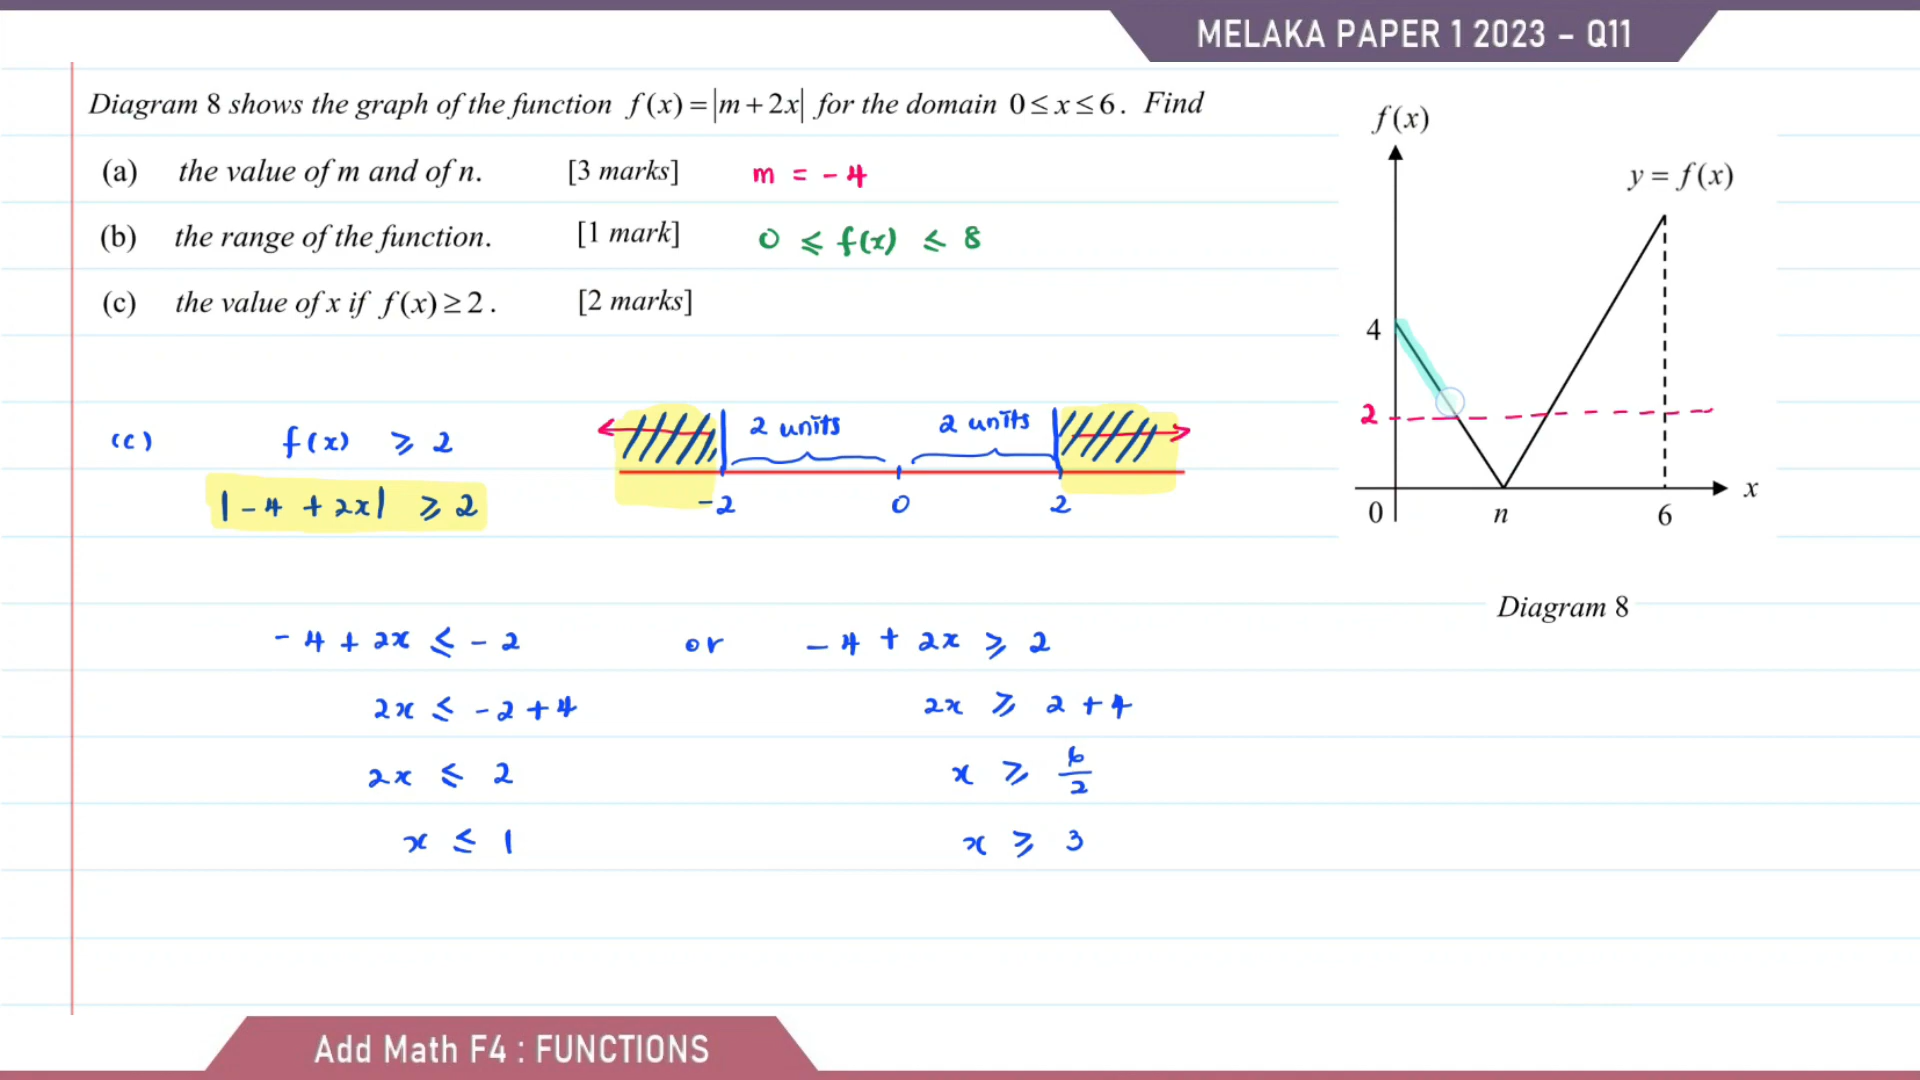 MELAKA PAPER 1 2023 – Q11
Diagram 8 shows the graph of the function f(x) = |m + 2x| for the domain 0 ≤ x ≤ 6. Find
(a) the value of m and of n. [3 marks] m = - 4
(b) the range of the function. [1 mark] 0 ≤ f(x) ≤ 8
(c) the value of x if f(x) ≥ 2. [2 marks]
f(x)
y = f(x)
4
2
0
n
6
x
Diagram 8
(c) f(x) ≥ 2
|-4 + 2x| ≥ 2
2 units 2 units
-2 0 2
-4 + 2x ≤ -2 or -4 + 2x ≥ 2
2x ≤ -2+4 2x ≥ 2+4
2x ≤ 2 x ≥ 6/2
x ≤ 1 x ≥ 3
Add Math F4 : FUNCTIONS